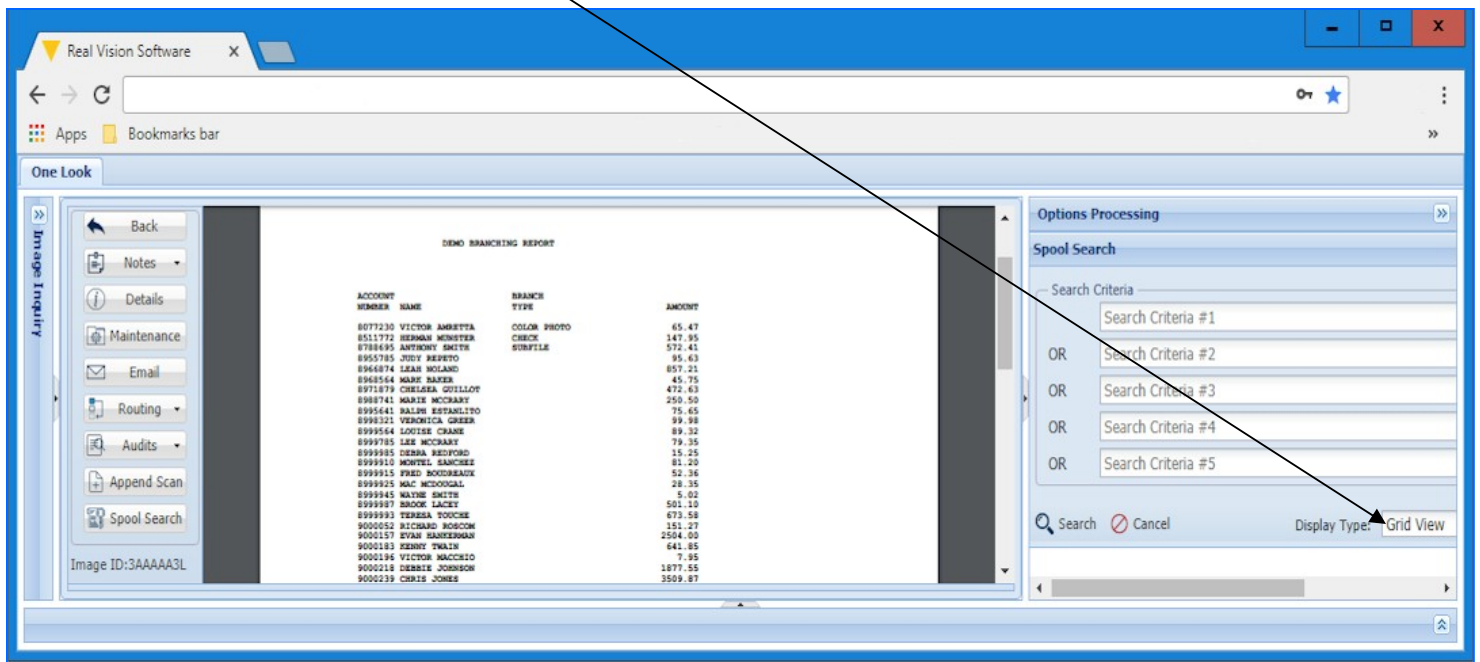 Real Vision Software x
Apps Bookmarks bar »
One Look
» Image Inquiry
Back
Notes
Details
Maintenance
Email
Routing
Audits
Append Scan
Spool Search
Image ID:3AAAAA3L
DEMO BRANCHING REPORT
ACCOUNT BRANCH
NUMBER NAME TYPE AMOUNT
8077230 VICTOR AMRETTA COLOR PHOTO 65.47
8511772 HERMAN MUNSTER CHECK 147.95
8788695 ANTHONY SMITH SUBFILE 572.41
8955785 JUDY REPETO 95.63
8966874 LEAH NOLAND 857.21
8968564 MARK BAKER 45.75
8971879 CHELSEA GUILLOT 472.63
8988741 MARIE MCCRARY 250.50
8995641 RALPH ESTANLITO 75.65
8998321 VERONICA GREER 99.98
8999564 LOUISE CRANE 89.32
8999785 LEE MCCRARY 79.35
8999985 DEBRA REDFORD 15.25
8999910 MONTEL SANCHEZ 81.20
8999915 FRED BOUDREAUX 52.36
8999925 MAC MCDOUGAL 28.35
8999945 WAYNE SMITH 5.02
8999987 BROOK LACEY 501.10
8999993 TERESA TOUCHE 673.58
9000052 RICHARD ROSCOM 151.27
9000157 EVAN HANKERMAN 2504.00
9000183 KENNY TWAIN 641.85
9000196 VICTOR MACCHIO 7.95
9000218 DEBBIE JOHNSON 1877.55
9000239 CHRIS JONES 3509.87
Options Processing »
Spool Search
Search Criteria
Search Criteria #1
OR Search Criteria #2
OR Search Criteria #3
OR Search Criteria #4
OR Search Criteria #5
Search Cancel Display Type: Grid View